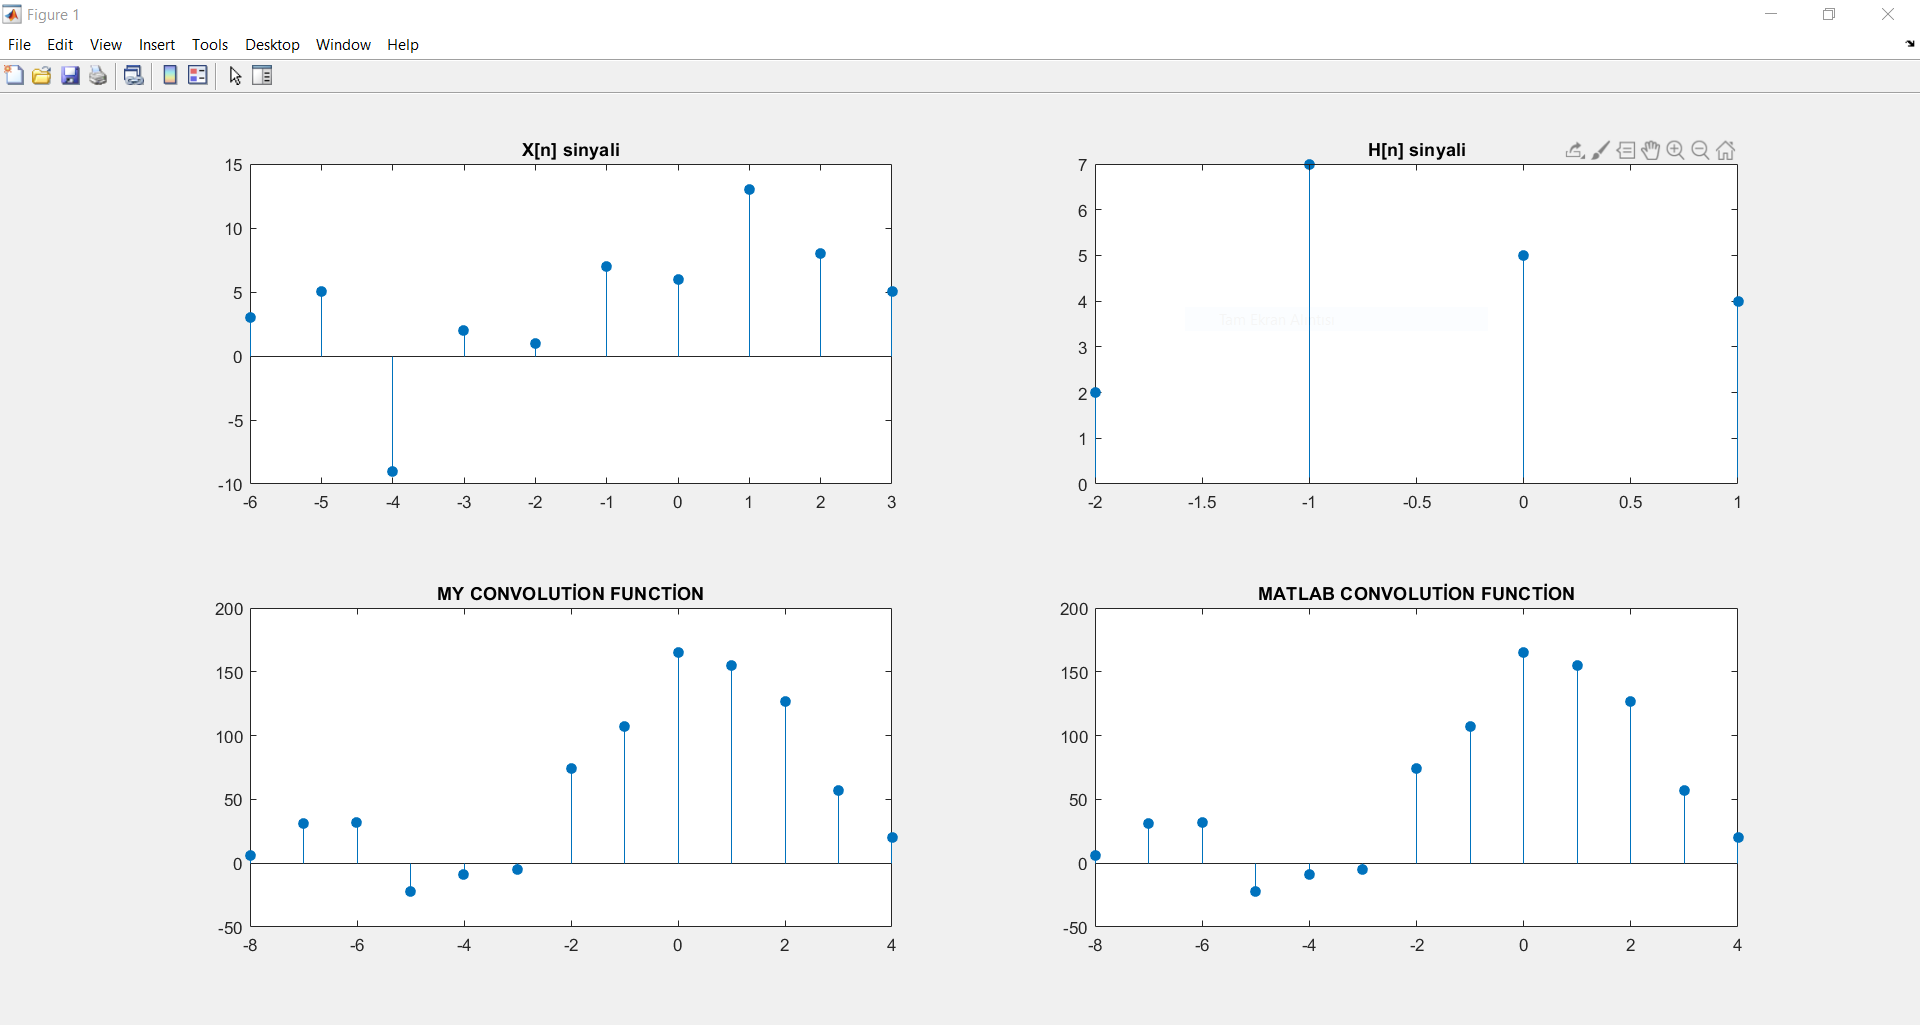 Figure 1
File Edit View Insert Tools Desktop Window Help
X[n] sinyali
15
10
5
0
-5
-10
-6 -5 -4 -3 -2 -1 0 1 2 3
H[n] sinyali
7
6
5
4
3
2
1
0
-2 -1.5 -1 -0.5 0 0.5 1
Tam Ekran
MY CONVOLUTİON FUNCTİON
200
150
100
50
0
-50
-8 -6 -4 -2 0 2 4
MATLAB CONVOLUTİON FUNCTİON
200
150
100
50
0
-50
-8 -6 -4 -2 0 2 4